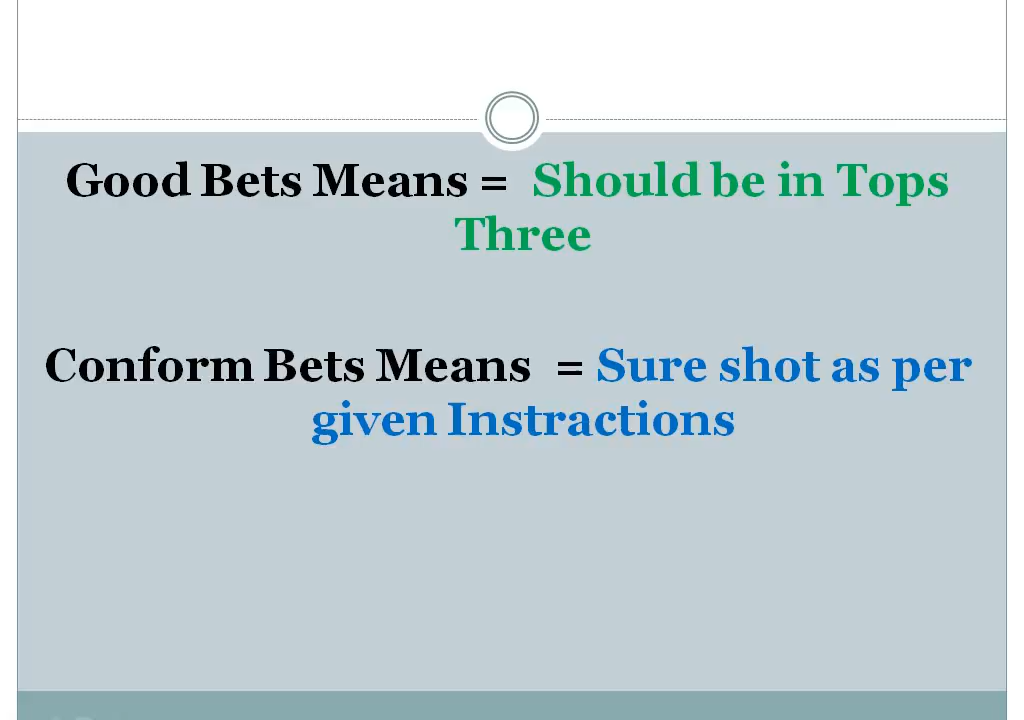 Good Bets Means = Should be in Tops
Three
Conform Bets Means = Sure shot as per
given Instractions